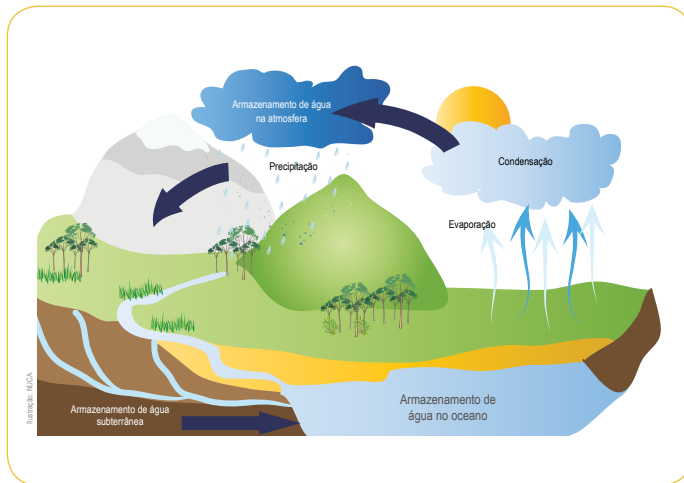 Armazenamento de água
na atmosfera
Precipitação
Condensação
Evaporação
Armazenamento de
água no oceano
Armazenamento de água
subterrânea
Ilustração: NUCA